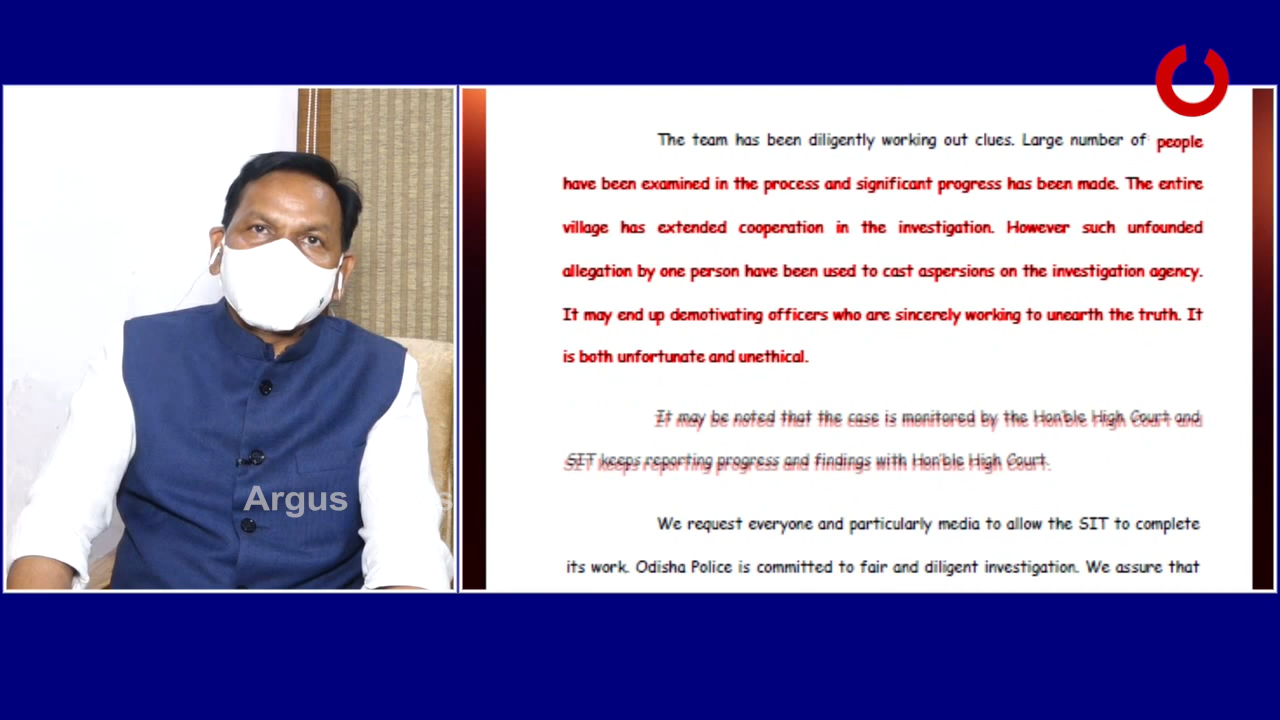 The team has been diligently working out clues. Large number of people
have been examined in the process and significant progress has been made. The entire
village has extended cooperation in the investigation. However such unfounded
allegation by one person have been used to cast aspersions on the investigation agency.
It may end up demotivating officers who are sincerely working to unearth the truth. It
is both unfortunate and unethical.
It may be noted that the case is monitored by the Hon'ble High Court and
SIT keeps reporting progress and findings with Hon'ble High Court.
We request everyone and particularly media to allow the SIT to complete
its work. Odisha Police is committed to fair and diligent investigation. We assure that
Argus